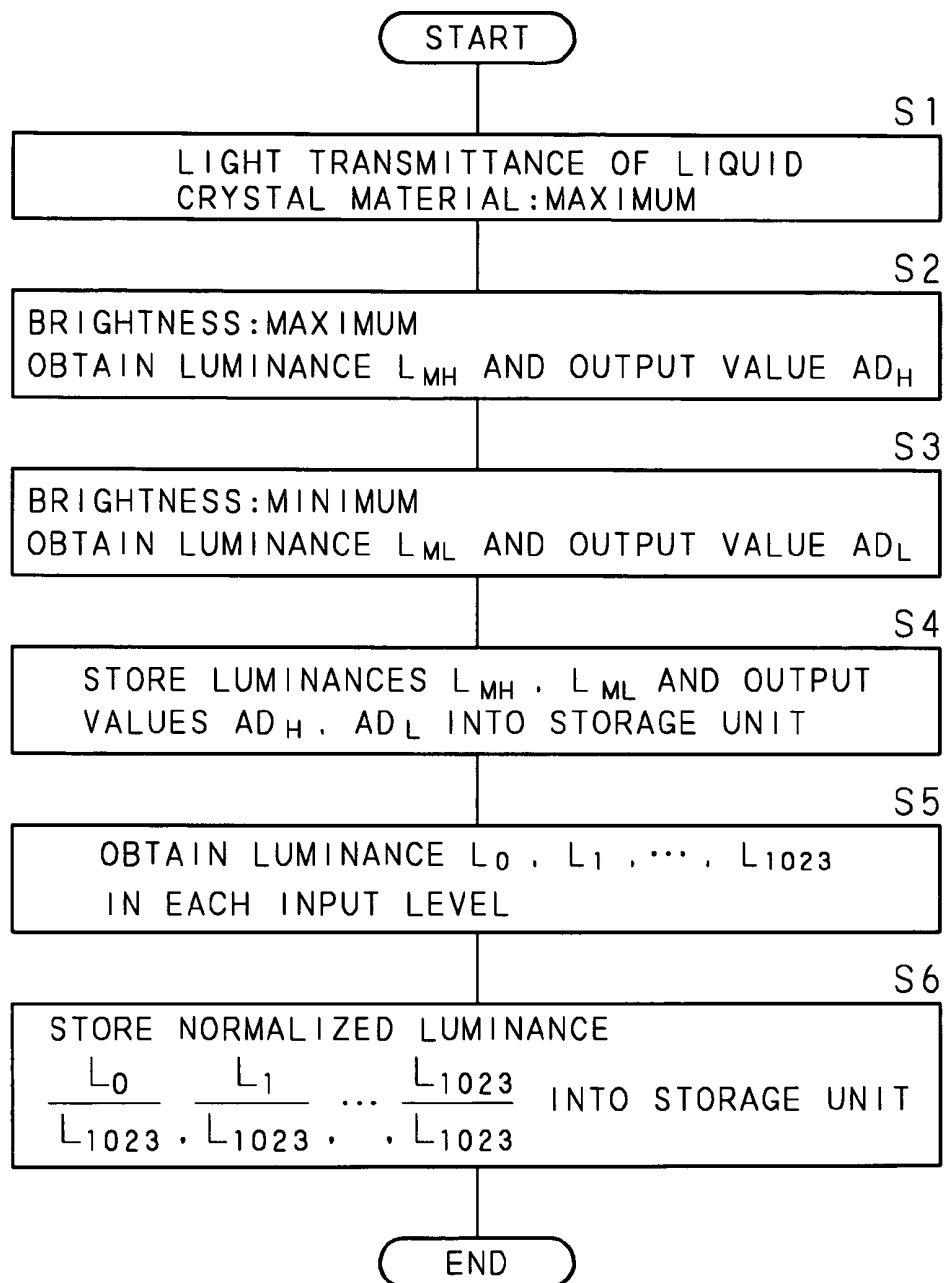 START
S1
LIGHT TRANSMITTANCE OF LIQUID
CRYSTAL MATERIAL:MAXIMUM
S2
BRIGHTNESS:MAXIMUM
OBTAIN LUMINANCE L_MH AND OUTPUT VALUE AD_H
S3
BRIGHTNESS:MINIMUM
OBTAIN LUMINANCE L_ML AND OUTPUT VALUE AD_L
S4
STORE LUMINANCES L_MH, L_ML AND OUTPUT
VALUES AD_H, AD_L INTO STORAGE UNIT
S5
OBTAIN LUMINANCE L_0, L_1, ..., L_1023
IN EACH INPUT LEVEL
S6
STORE NORMALIZED LUMINANCE
L_0/L_1023, L_1/L_1023, ..., L_1023/L_1023 INTO STORAGE UNIT
END